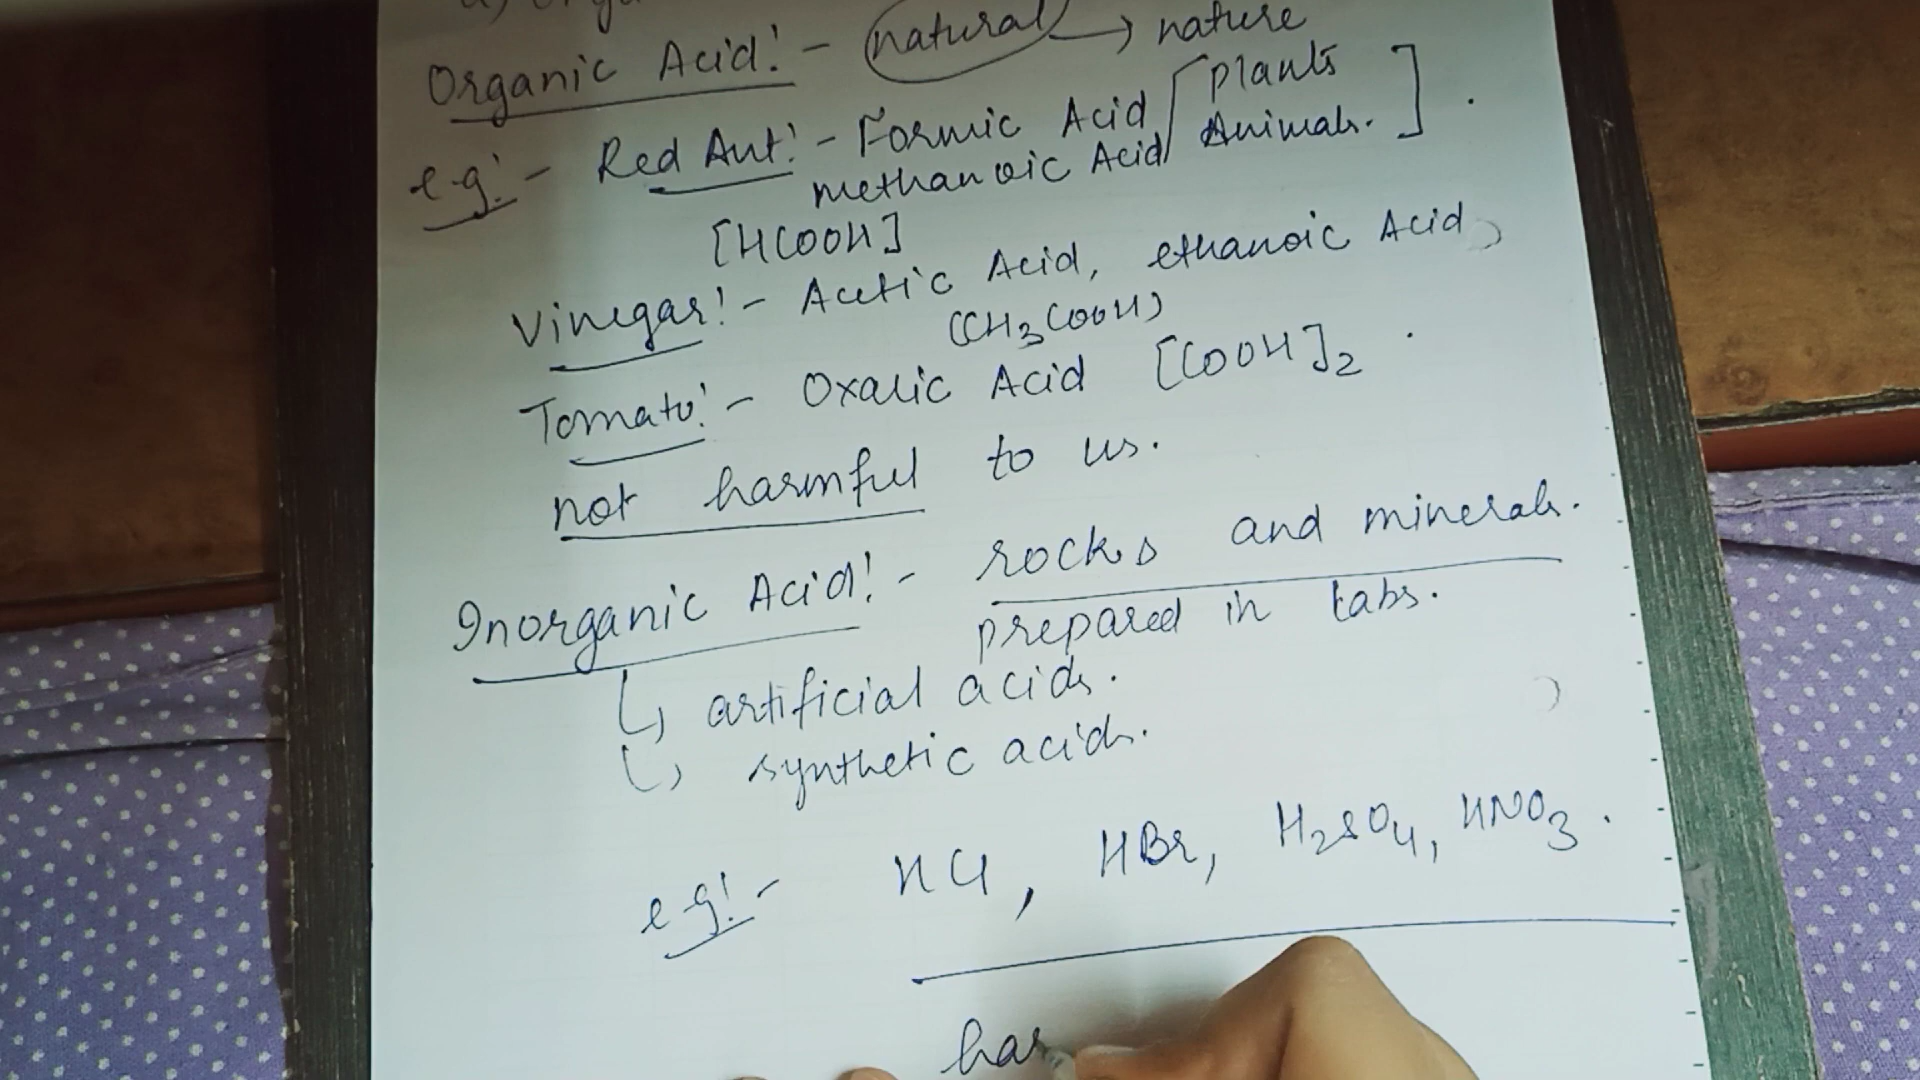 Organic Acid:- natural → nature
e.g:- Red Ant:- Formic Acid [Plants
methanoic Acid Animals.] .
[HCOOH]
Vinegar:- Acetic Acid, ethanoic Acid
(CH3COOH)
Tomato:- Oxalic Acid [COOH]2 .
not harmful to us.
Inorganic Acid:- rocks and minerals.
prepared in labs.
↳ artificial acids.
↳ synthetic acids.
e.g:- HCl, HBr, H2SO4, HNO3.
har